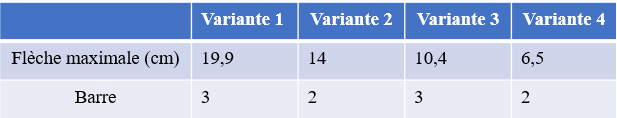 Variante 1 Variante 2 Variante 3 Variante 4
Flèche maximale (cm) 19,9 14 10,4 6,5
Barre 3 2 3 2